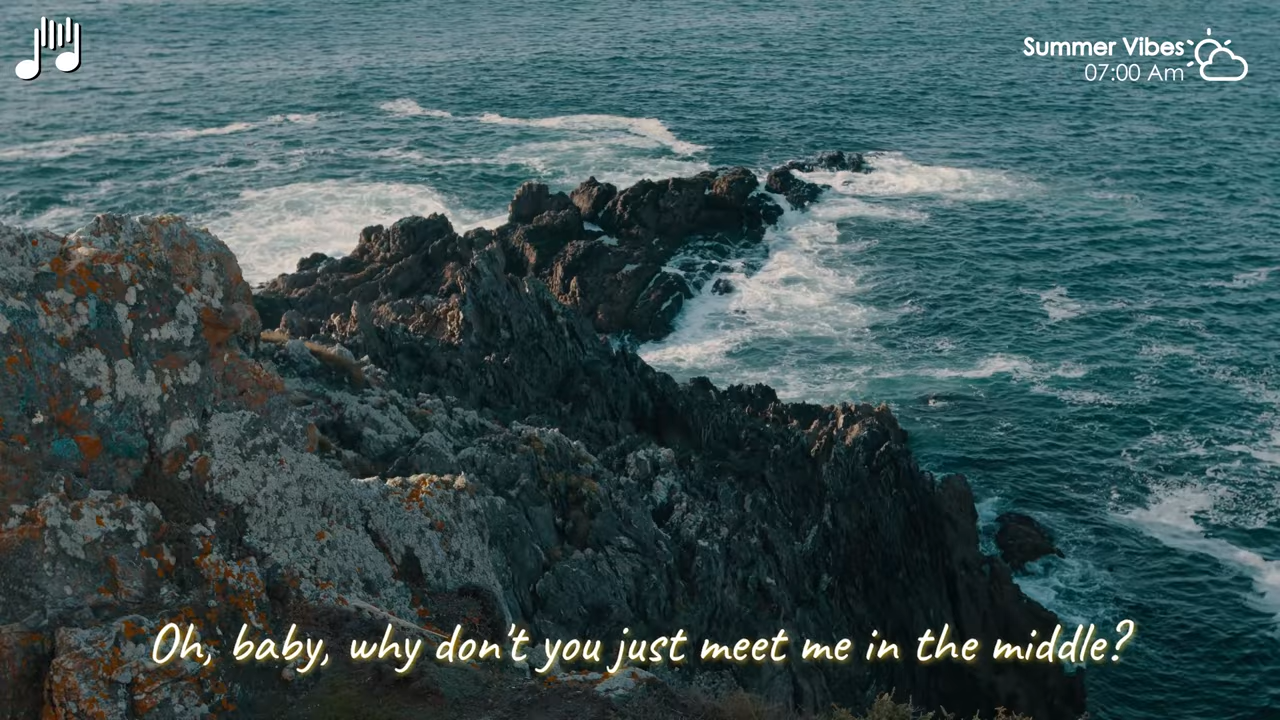 Summer Vibes
07:00 Am
Oh, baby, why don't you just meet me in the middle?